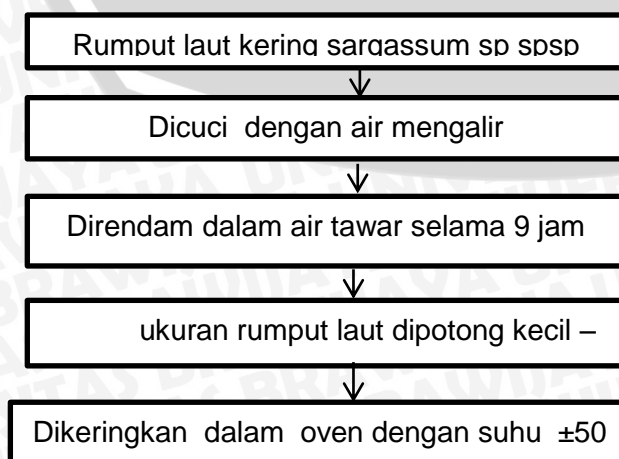 Rumput laut kering sargassum sp spsp
Dicuci dengan air mengalir
Direndam dalam air tawar selama 9 jam
ukuran rumput laut dipotong kecil –
Dikeringkan dalam oven dengan suhu ±50